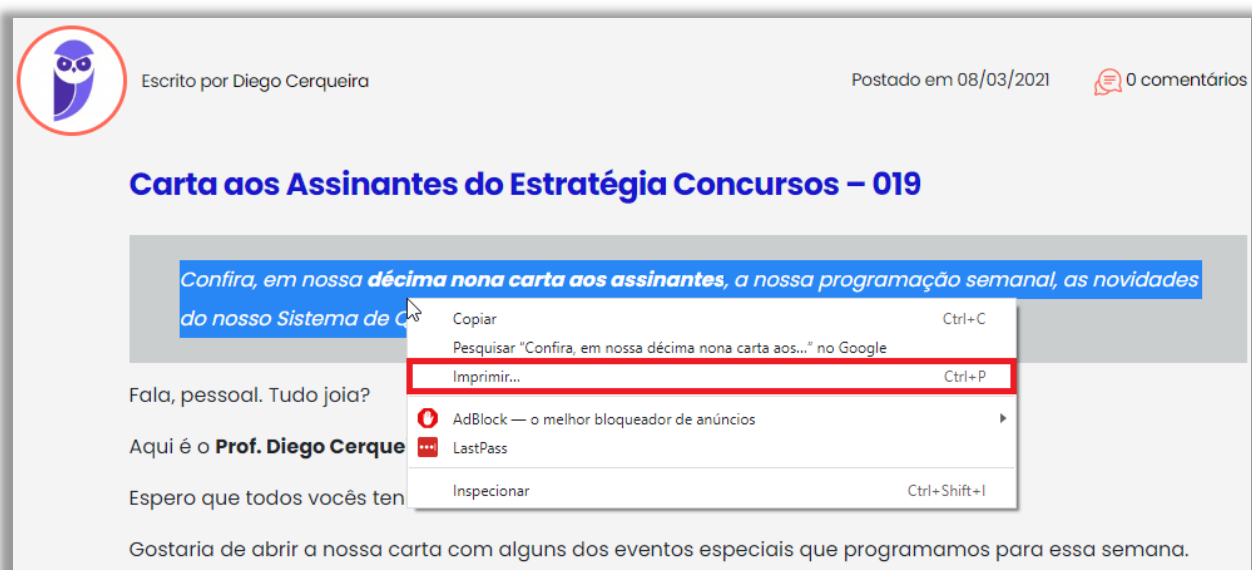 Escrito por Diego Cerqueira
Postado em 08/03/2021
0 comentários
Carta aos Assinantes do Estratégia Concursos – 019
Confira, em nossa décima nona carta aos assinantes, a nossa programação semanal, as novidades
do nosso Sistema de
Copiar Ctrl+C
Pesquisar “Confira, em nossa décima nona carta aos...” no Google
Imprimir... Ctrl+P
AdBlock — o melhor bloqueador de anúncios
LastPass
Inspecionar Ctrl+Shift+I
Fala, pessoal. Tudo joia?
Aqui é o Prof. Diego Cerque
Espero que todos vocês ten
Gostaria de abrir a nossa carta com alguns dos eventos especiais que programamos para essa semana.